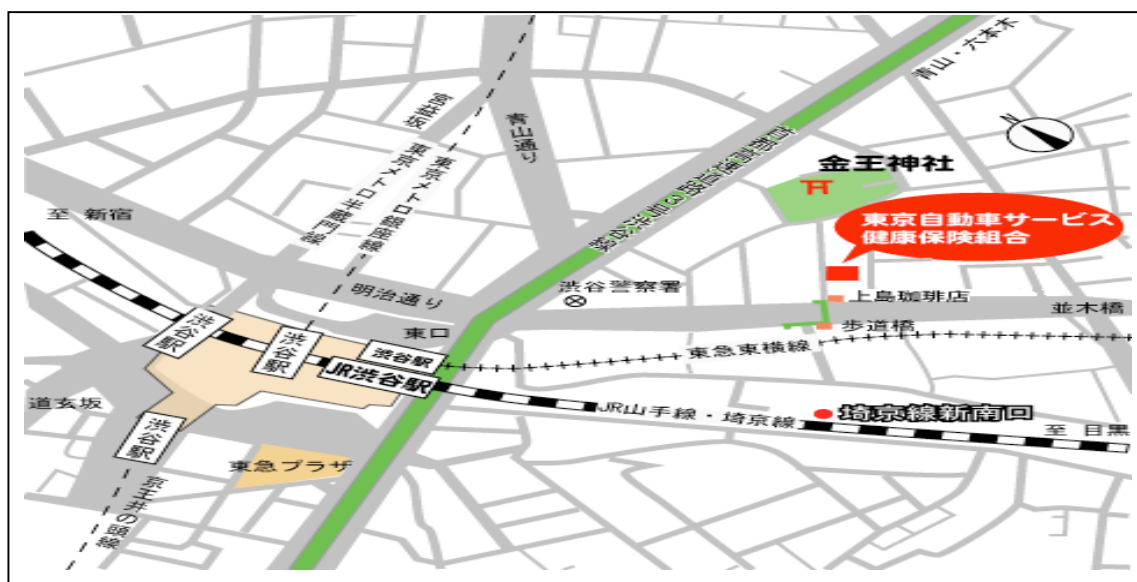 青山・六本木
N
宮益坂
東京メトロ半蔵門線
東京メトロ銀座線
青山通り
首都高速道路3号渋谷線
金王神社
東京自動車サービス
健康保険組合
至 新宿
明治通り
渋谷警察署
上島珈琲店
並木橋
歩道橋
東口
渋谷駅
渋谷駅
渋谷駅
JR渋谷駅
東急東横線
JR山手線・埼京線
埼京線新南口
至 目黒
道玄坂
渋谷駅
東急プラザ
京王井の頭線